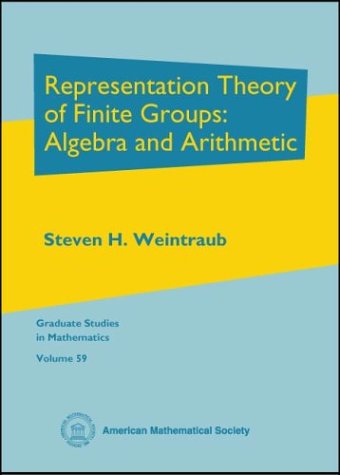 Representation Theory
of Finite Groups:
Algebra and Arithmetic
Steven H. Weintraub
Graduate Studies
in Mathematics
Volume 59
American Mathematical Society